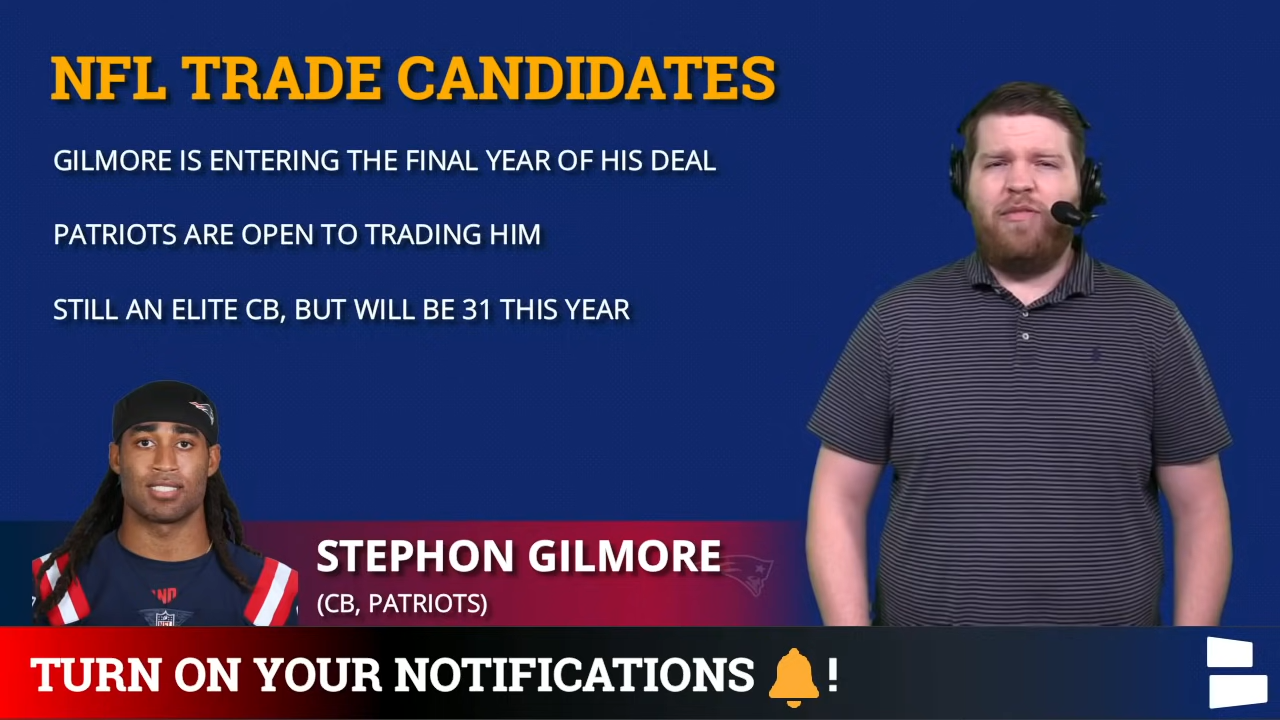 NFL TRADE CANDIDATES
GILMORE IS ENTERING THE FINAL YEAR OF HIS DEAL
PATRIOTS ARE OPEN TO TRADING HIM
STILL AN ELITE CB, BUT WILL BE 31 THIS YEAR
STEPHON GILMORE
(CB, PATRIOTS)
TURN ON YOUR NOTIFICATIONS 🔔!